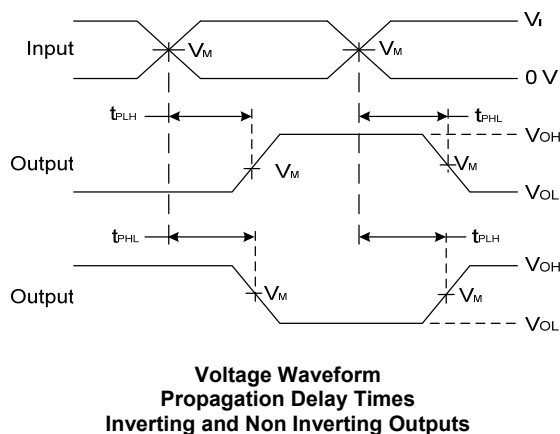 Input
VM
VM
VI
0 V
tPLH
tPHL
Output
VM
VM
VOH
VOL
tPHL
tPLH
Output
VM
VM
VOH
VOL
Voltage Waveform
Propagation Delay Times
Inverting and Non Inverting Outputs